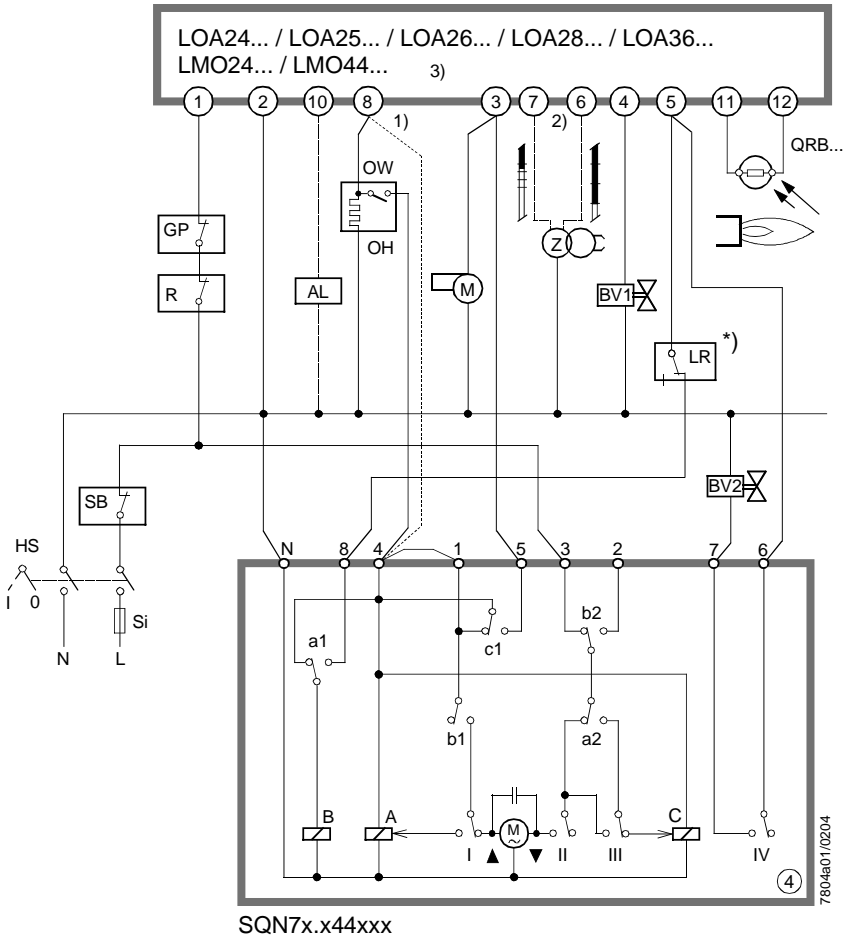 LOA24... / LOA25... / LOA26... / LOA28... / LOA36...
LMO24... / LMO44... 3)
1 2 10 8 3 7 6 4 5 11 12
1) 2)
QRB...
OW
GP
OH
Z
R AL M BV1
LR *)
BV2
SB
HS
N 8 4 1 5 3 2 7 6
I 0
Si
N L
a1 c1 b2
b1 a2
B A M ~ C
I II III IV
4
7804a01/0204
SQN7x.x44xxx